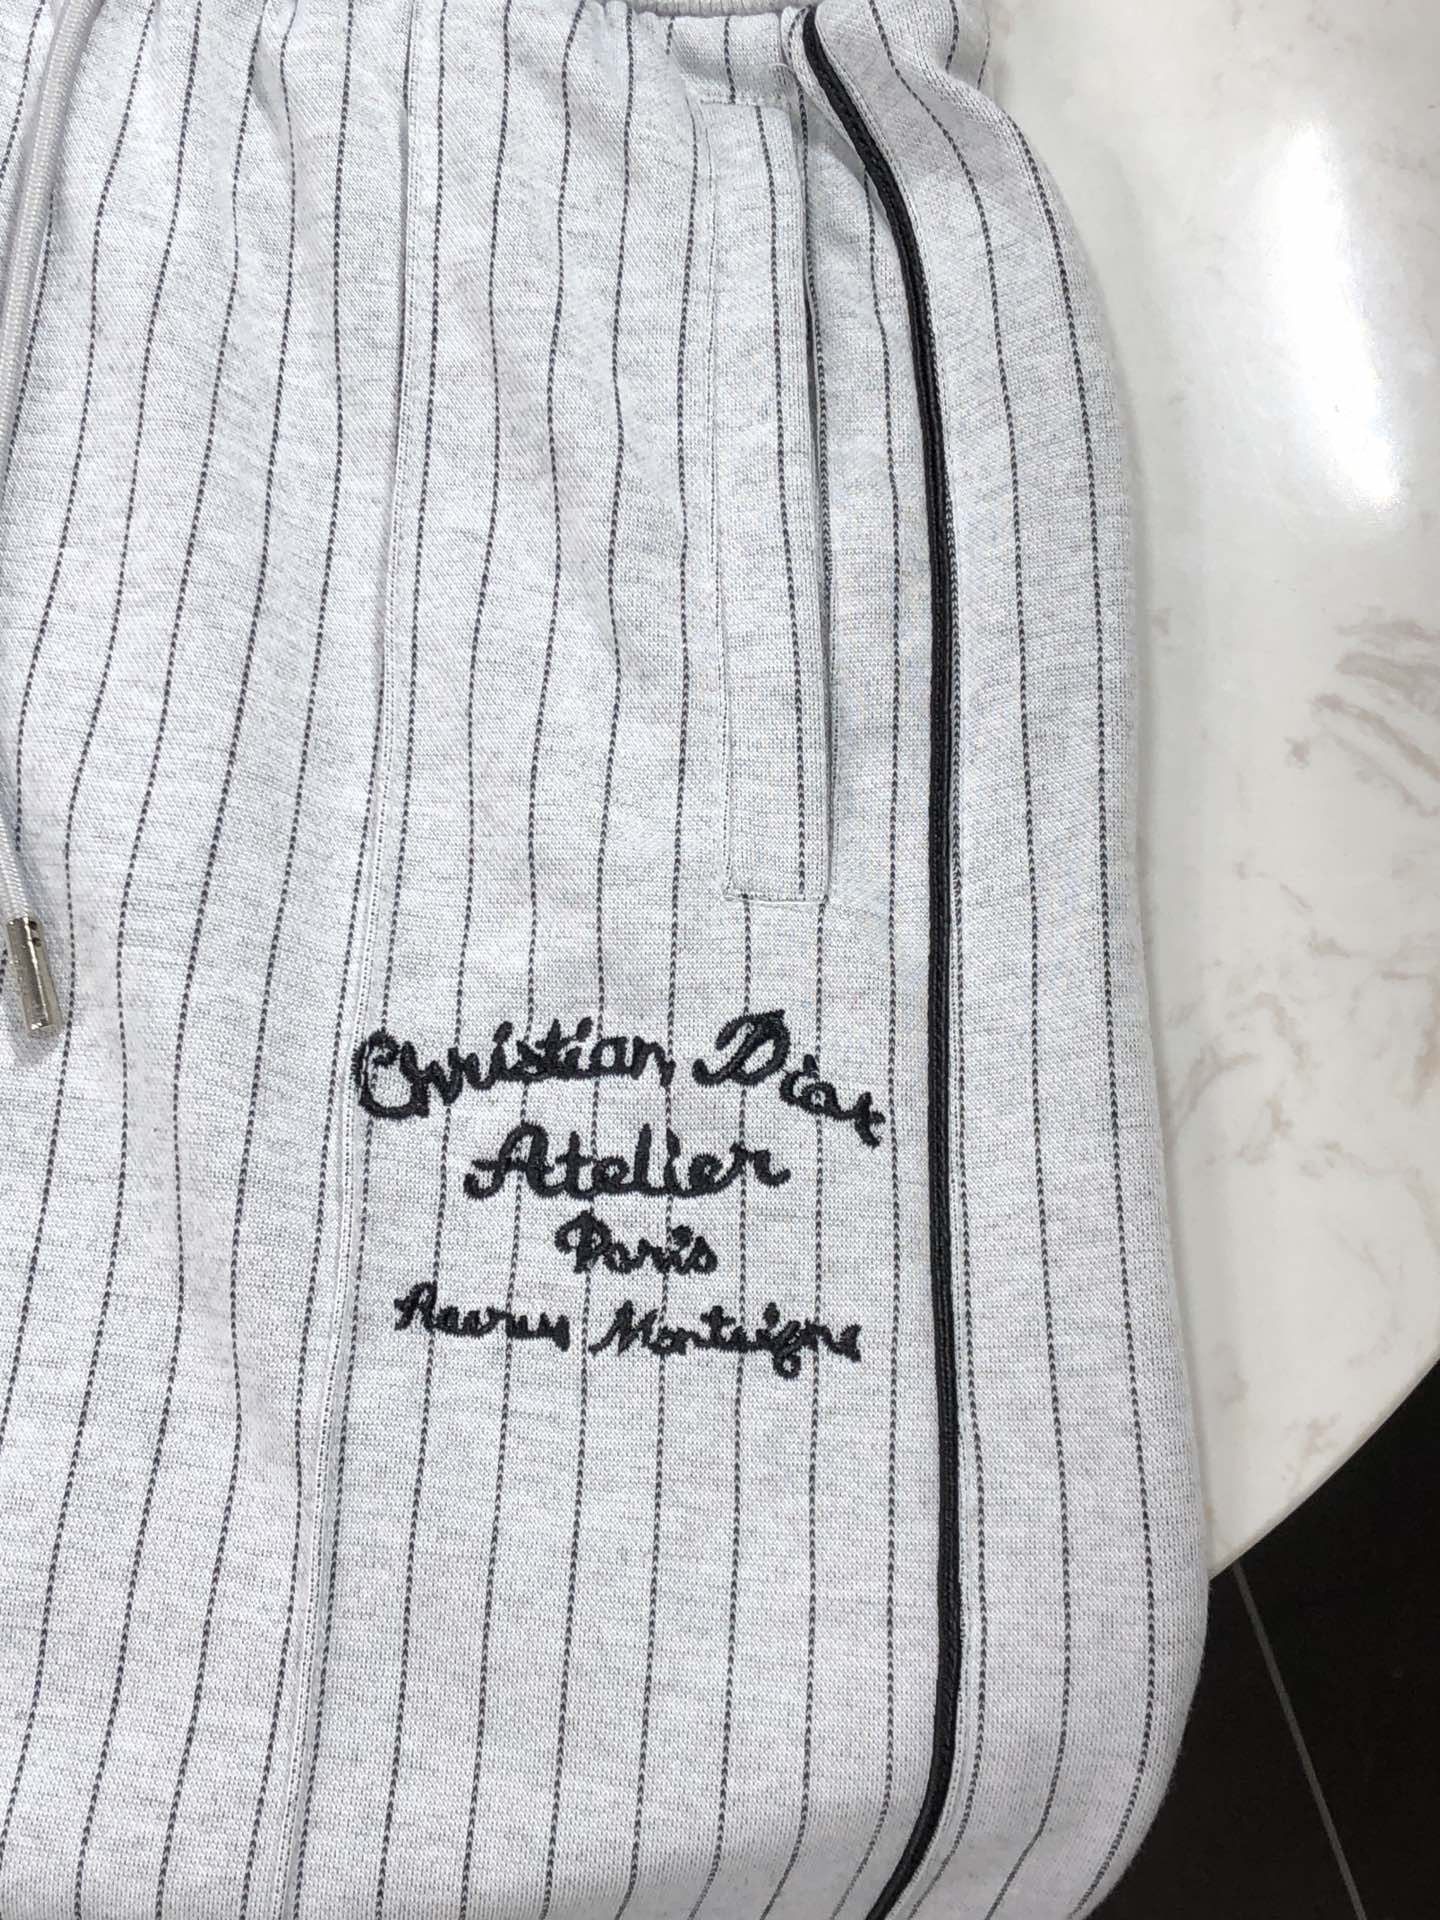 Christian Dior
Atelier
Paris
Avenue Montaigne